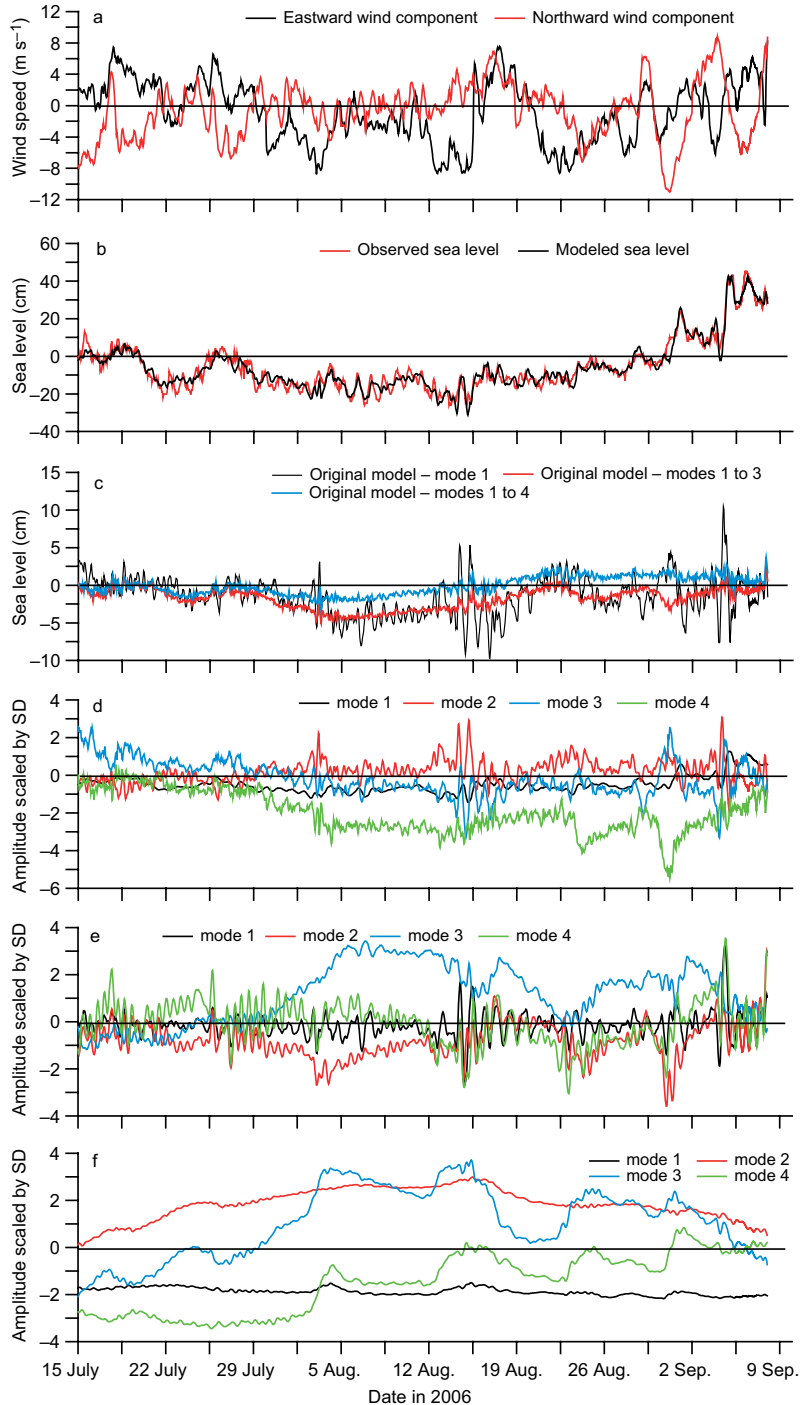 a
Eastward wind component
Northward wind component
Wind speed (m s–1)
12
8
4
0
–4
–8
–12
b
Observed sea level
Modeled sea level
Sea level (cm)
60
40
20
0
–20
–40
c
Original model – mode 1
Original model – modes 1 to 3
Original model – modes 1 to 4
Sea level (cm)
15
10
5
0
–5
–10
d
mode 1
mode 2
mode 3
mode 4
Amplitude scaled by SD
4
2
0
–2
–4
–6
e
mode 1
mode 2
mode 3
mode 4
Amplitude scaled by SD
4
2
0
–2
–4
f
mode 1
mode 2
mode 3
mode 4
Amplitude scaled by SD
4
2
0
–2
–4
15 July
22 July
29 July
5 Aug.
12 Aug.
19 Aug.
26 Aug.
2 Sep.
9 Sep.
Date in 2006